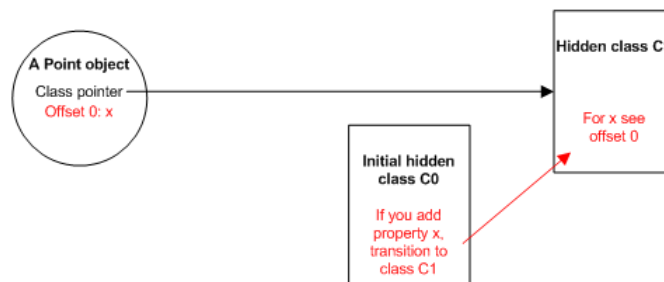 A Point object
Class pointer
Offset 0: x
Hidden class C
For x see
offset 0
Initial hidden
class C0
If you add
property x,
transition to
class C1